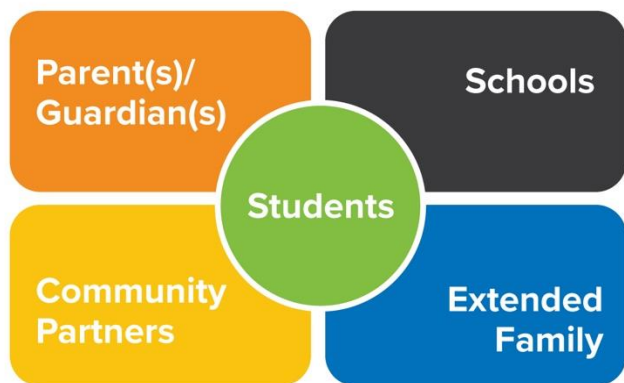 Parent(s)/
Guardian(s)
Schools
Students
Community
Partners
Extended
Family